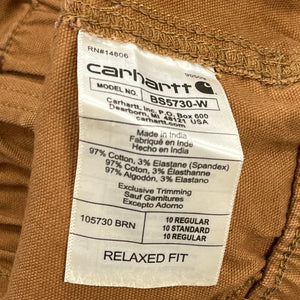 RN#14806
carhartt
MODEL NO. BS5730-W
Carhartt, Inc., P.O. Box 600
Dearborn, MI 48121 USA
Made in India
Fabriqué en Inde
Hecho en India
97% Cotton, 3% Elastane (Spandex)
97% Coton, 3% Élasthanne
97% Algodón, 3% Elastano
Exclusive Trimming
Sauf Garnitures
Excepto Adorno
105730 BRN
10 REGULAR
10 STANDARD
10 REGULAR
RELAXED FIT